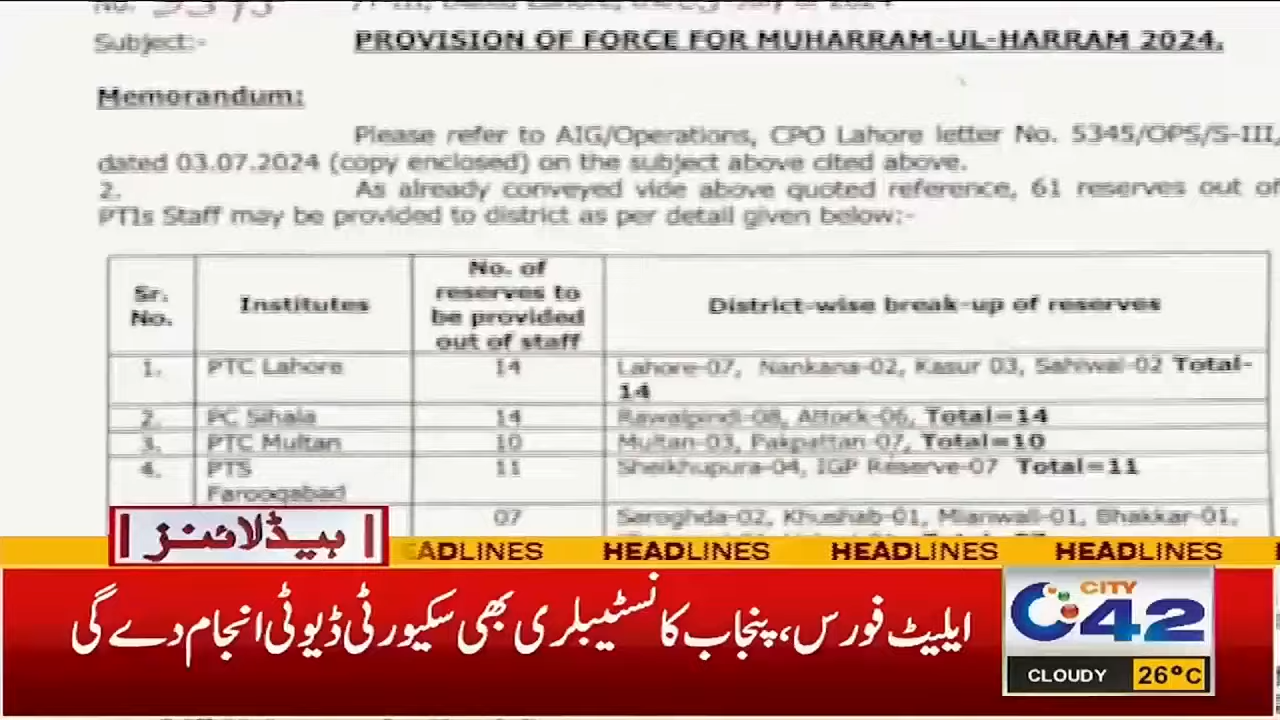 No.
Subject:-
PROVISION OF FORCE FOR MUHARRAM-UL-HARRAM 2024.
Memorandum:
Please refer to AIG/Operations, CPO Lahore letter No. 5345/OPS/S-III,
dated 03.07.2024 (copy enclosed) on the subject above cited above.
2. As already conveyed vide above quoted reference, 61 reserves out of
PTIs Staff may be provided to district as per detail given below:-
Sr. No. Institutes No. of reserves to be provided out of staff District-wise break-up of reserves
1. PTC Lahore 14 Lahore-07, Nankana-02, Kasur 03, Sahiwal-02 Total-
14
2. PC Sihala 14 Rawalpindi-08, Attock-06, Total=14
3. PTC Multan 10 Multan-03, Pakpattan-07, Total=10
4. PTS Farooqabad 11 Sheikhupura-04, IGP Reserve-07 Total=11
07 Sargohda-02, Khushab-01, Mianwali-01, Bhakkar-01,
ہیڈلائنز
EADLINES HEADLINES HEADLINES HEADLINES
ایلیٹ فورس، پنجاب کانسٹیبلری بھی سکیورٹی ڈیوٹی انجام دے گی
CITY
42
CLOUDY 26°C